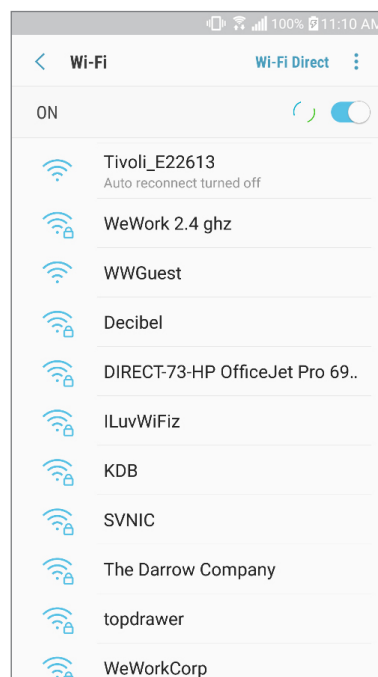 100% 11:10 AM
Wi-Fi Wi-Fi Direct
ON
Tivoli_E22613
Auto reconnect turned off
WeWork 2.4 ghz
WWGuest
Decibel
DIRECT-73-HP OfficeJet Pro 69..
ILuvWiFiz
KDB
SVNIC
The Darrow Company
topdrawer
WeWorkCorp